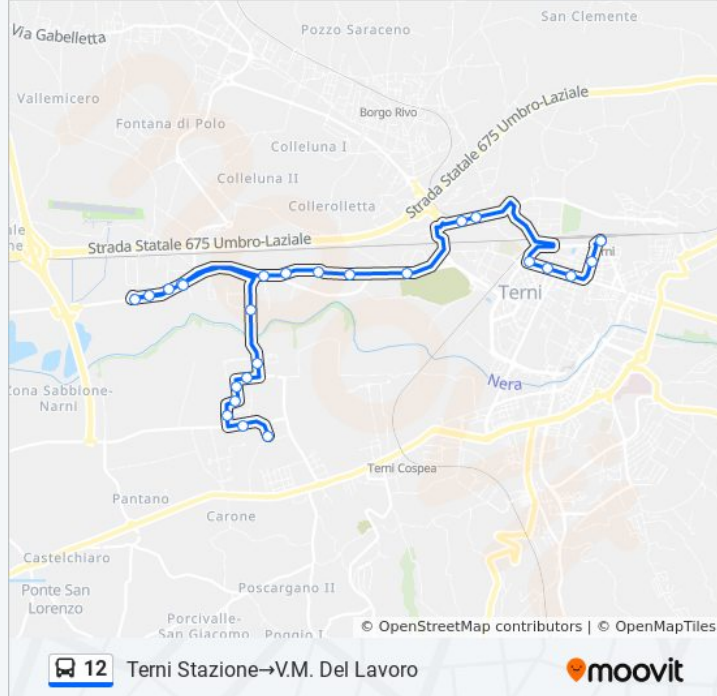 San Clemente
Via Gabelletta
Pozzo Saraceno
Vallemicero
Borgo Rivo
Strada Statale 675 Umbro-Laziale
Fontana di Polo
Colleluna I
Colleluna II
Collerolletta
Strada Statale 675 Umbro-Laziale
Terni
Nera
Zona Sabbione-
Narni
Terni Cospea
Pantano
Carone
Castelchiaro
Ponte San
Lorenzo
Poscargano II
Porcivalle-
San Giacomo
Poggio I
© OpenStreetMap contributors | © OpenMapTiles
12 Terni Stazione→V.M. Del Lavoro
moovit